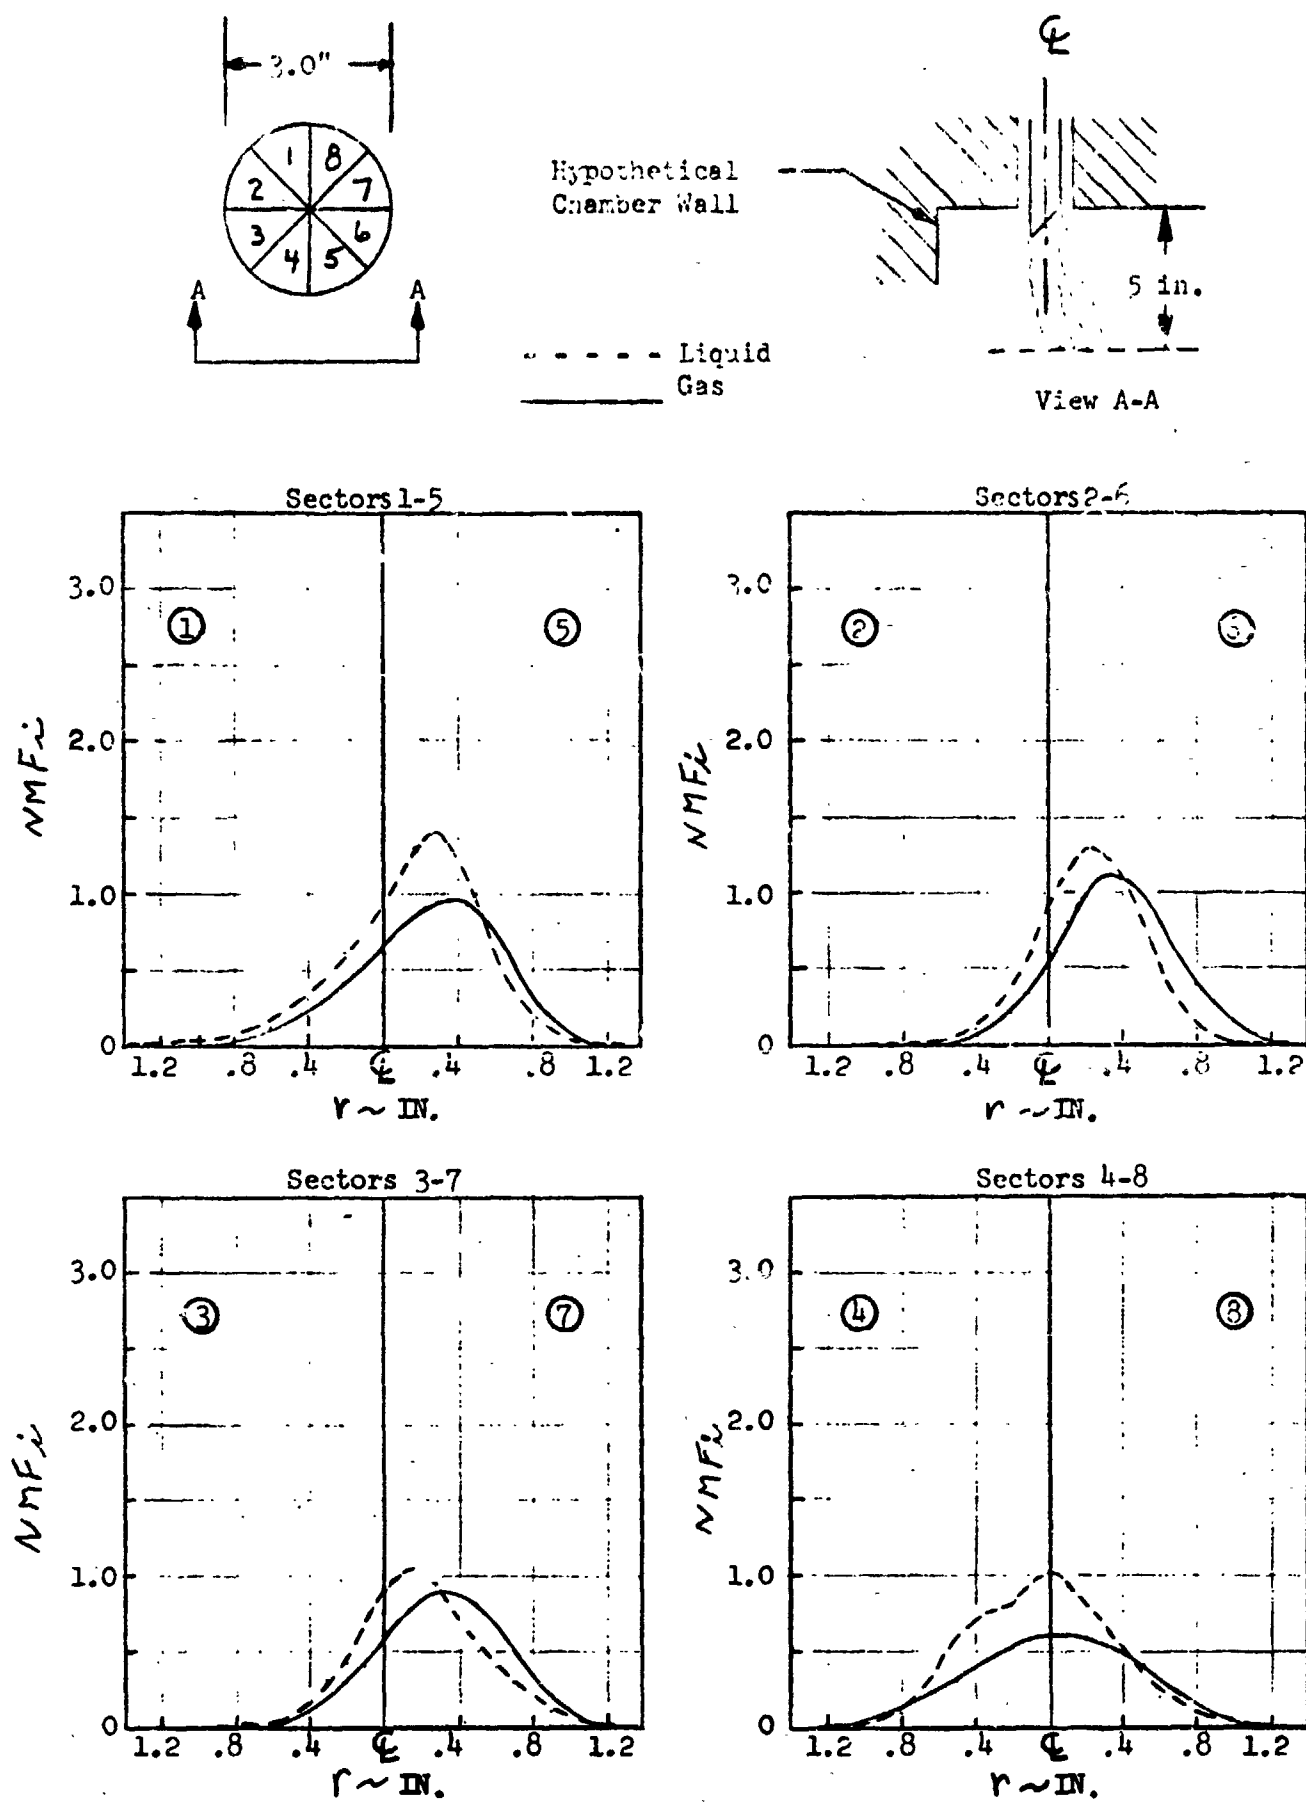 3.0"
1 8
2 7
3 6
4 5
A A
Hypothetical
Chamber Wall
℄
5 in.
View A-A
Liquid
Gas
Sectors 1-5
NMFi
3.0
2.0
1.0
0
① ⑤
1.2 .8 .4 ℄ .4 .8 1.2
r ~ IN.
Sectors 2-6
NMFi
3.0
2.0
1.0
0
②
1.2 .8 .4 ℄ .4 .8 1.2
r ~ IN.
Sectors 3-7
NMFi
3.0
2.0
1.0
0
③ ⑦
1.2 .8 .4 ℄ .4 .8 1.2
r ~ IN.
Sectors 4-8
NMFi
3.0
2.0
1.0
0
④ ⑧
1.2 .8 .4 ℄ .4 .8 1.2
r ~ IN.